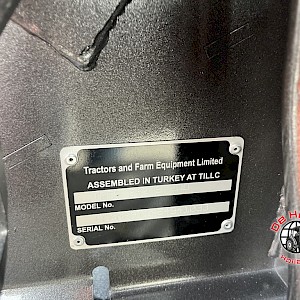 Tractors and Farm Equipment Limited
ASSEMBLED IN TURKEY AT TILLC
MODEL No.
SERIAL No.